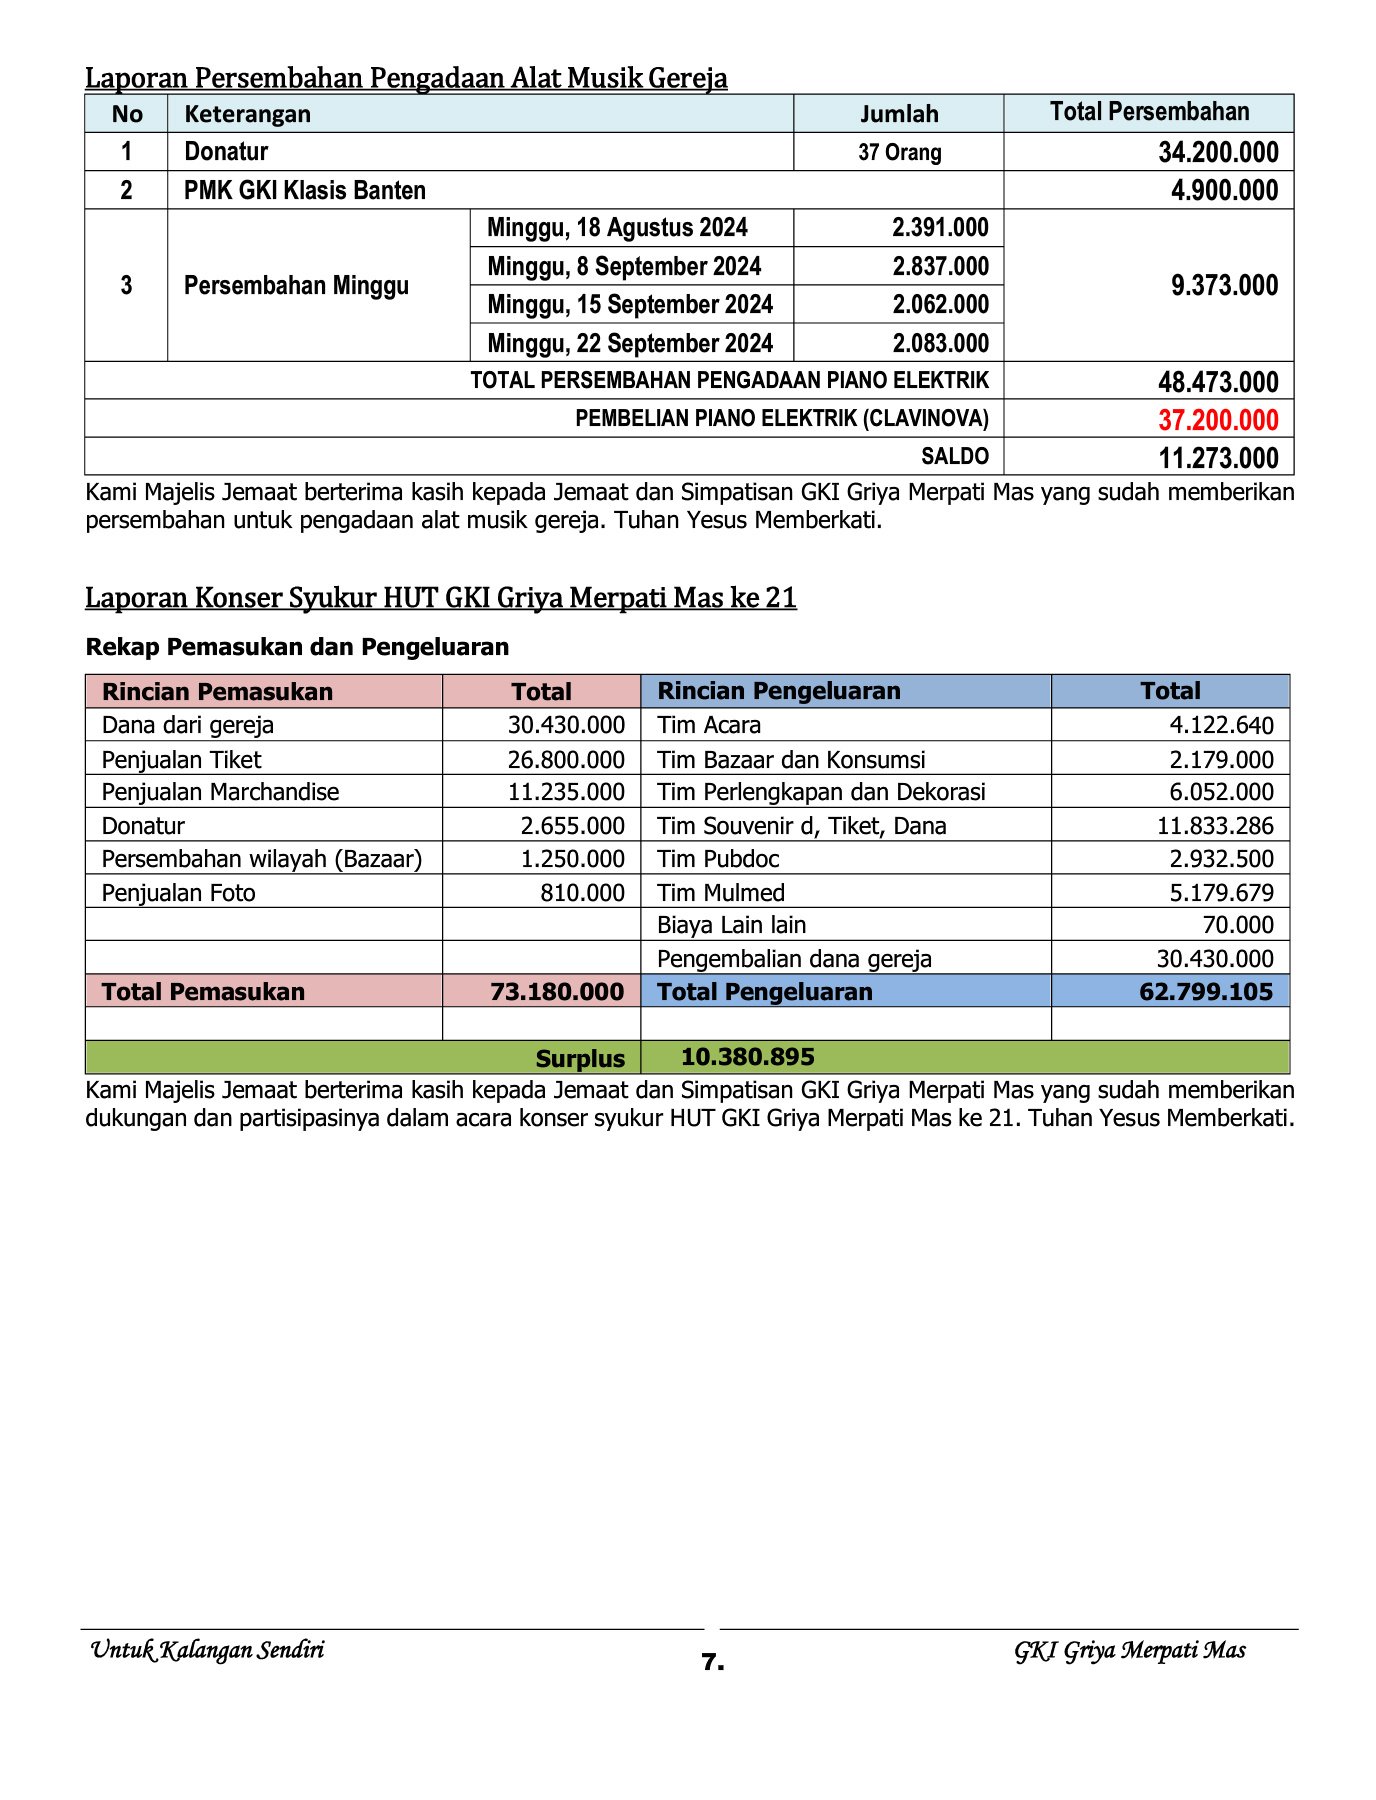 Laporan Persembahan Pengadaan Alat Musik Gereja
No Keterangan Jumlah Total Persembahan
1 Donatur 37 Orang 34.200.000
2 PMK GKI Klasis Banten 4.900.000
3 Persembahan Minggu Minggu, 18 Agustus 2024 2.391.000 9.373.000
Minggu, 8 September 2024 2.837.000
Minggu, 15 September 2024 2.062.000
Minggu, 22 September 2024 2.083.000
TOTAL PERSEMBAHAN PENGADAAN PIANO ELEKTRIK 48.473.000
PEMBELIAN PIANO ELEKTRIK (CLAVINOVA) 37.200.000
SALDO 11.273.000
Kami Majelis Jemaat berterima kasih kepada Jemaat dan Simpatisan GKI Griya Merpati Mas yang sudah memberikan
persembahan untuk pengadaan alat musik gereja. Tuhan Yesus Memberkati.
Laporan Konser Syukur HUT GKI Griya Merpati Mas ke 21
Rekap Pemasukan dan Pengeluaran
Rincian Pemasukan Total Rincian Pengeluaran Total
Dana dari gereja 30.430.000 Tim Acara 4.122.640
Penjualan Tiket 26.800.000 Tim Bazaar dan Konsumsi 2.179.000
Penjualan Marchandise 11.235.000 Tim Perlengkapan dan Dekorasi 6.052.000
Donatur 2.655.000 Tim Souvenir d, Tiket, Dana 11.833.286
Persembahan wilayah (Bazaar) 1.250.000 Tim Pubdoc 2.932.500
Penjualan Foto 810.000 Tim Mulmed 5.179.679
Biaya Lain lain 70.000
Pengembalian dana gereja 30.430.000
Total Pemasukan 73.180.000 Total Pengeluaran 62.799.105
Surplus 10.380.895
Kami Majelis Jemaat berterima kasih kepada Jemaat dan Simpatisan GKI Griya Merpati Mas yang sudah memberikan
dukungan dan partisipasinya dalam acara konser syukur HUT GKI Griya Merpati Mas ke 21. Tuhan Yesus Memberkati.
Untuk Kalangan Sendiri 7. GKI Griya Merpati Mas